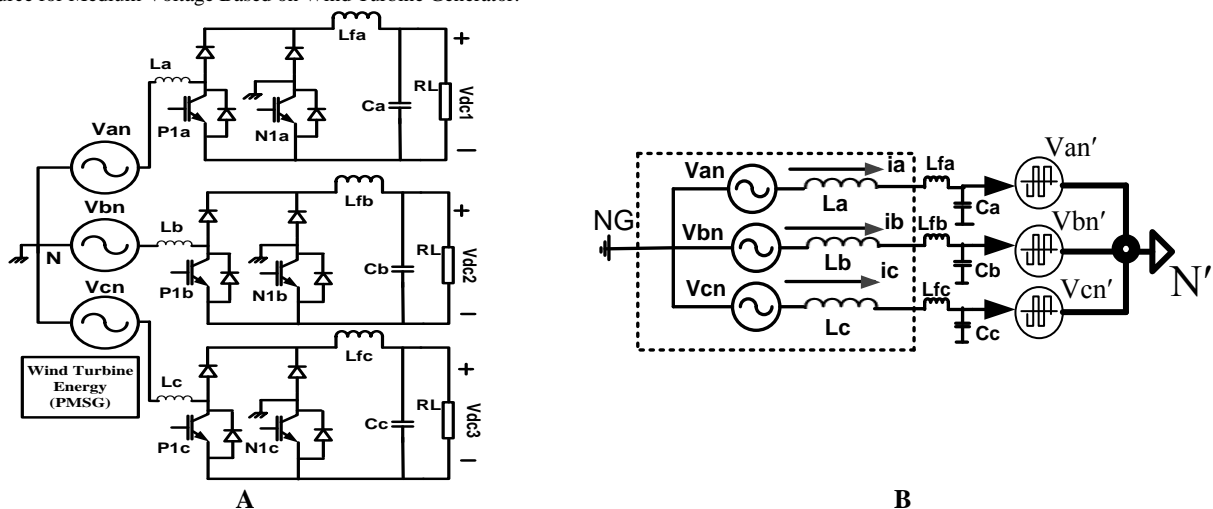 Medium Voltage Based on Wind Turbine Generator.
Lfa
+
La
RL
Vdc1
Ca
P1a
N1a
Van
−
Lfb
+
Vbn
Lb
RL
Vdc2
Cb
N
P1b
N1b
−
Vcn
Lfc
+
Wind Turbine
Energy
(PMSG)
Lc
RL
Vdc3
Cc
P1c
N1c
−
A
Van
ia
Lfa
Van′
La
Ca
NG
Vbn
ib
Lfb
Vbn′
Lb
Cb
N′
Vcn
ic
Lfc
Vcn′
Lc
Cc
B